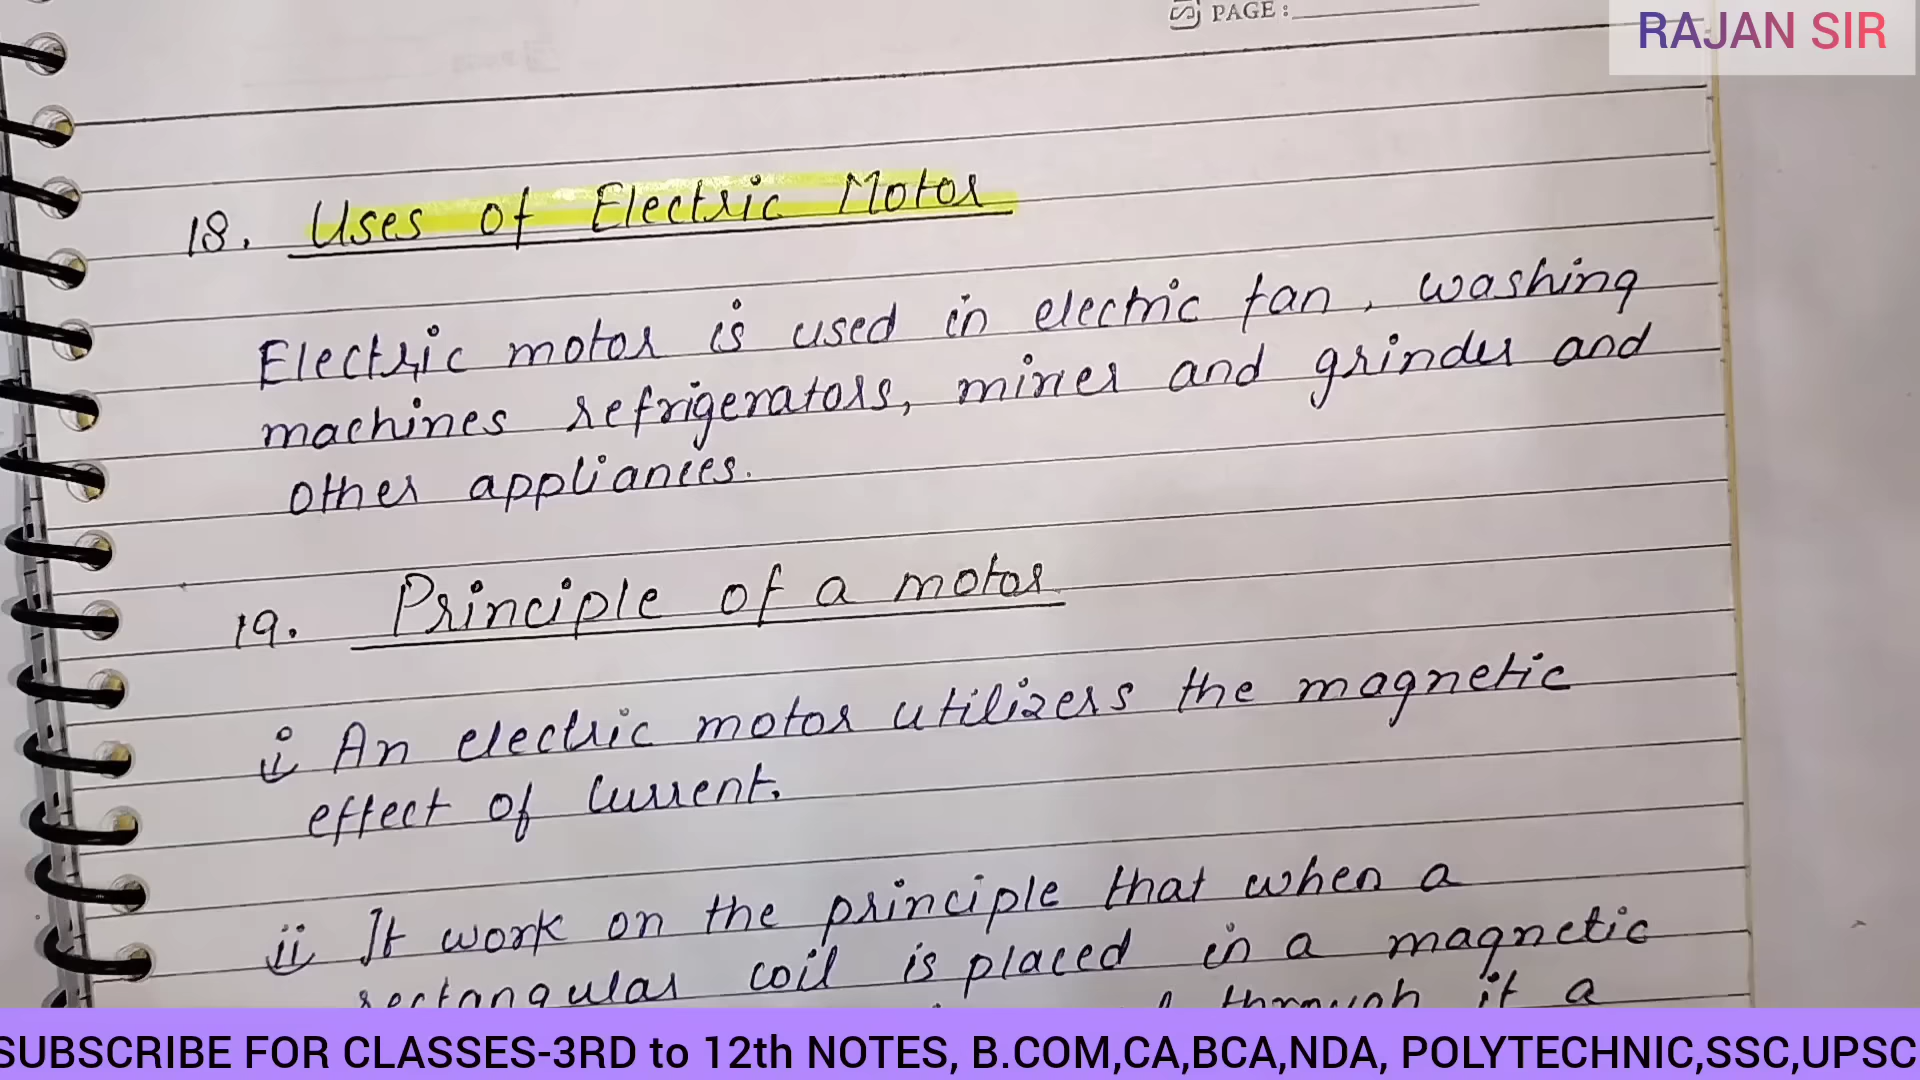 PAGE:
RAJAN SIR
18. Uses of Electric Motor
Electric motor is used in electric fan, washing
machines refrigerators, mixer and grinder and
other appliances.
19. Principle of a motor
i An electric motor utilizers the magnetic
effect of current.
ii It work on the principle that when a
rectangular coil is placed in a magnetic
through it a
SUBSCRIBE FOR CLASSES-3RD to 12th NOTES, B.COM,CA,BCA,NDA, POLYTECHNIC,SSC,UPSC